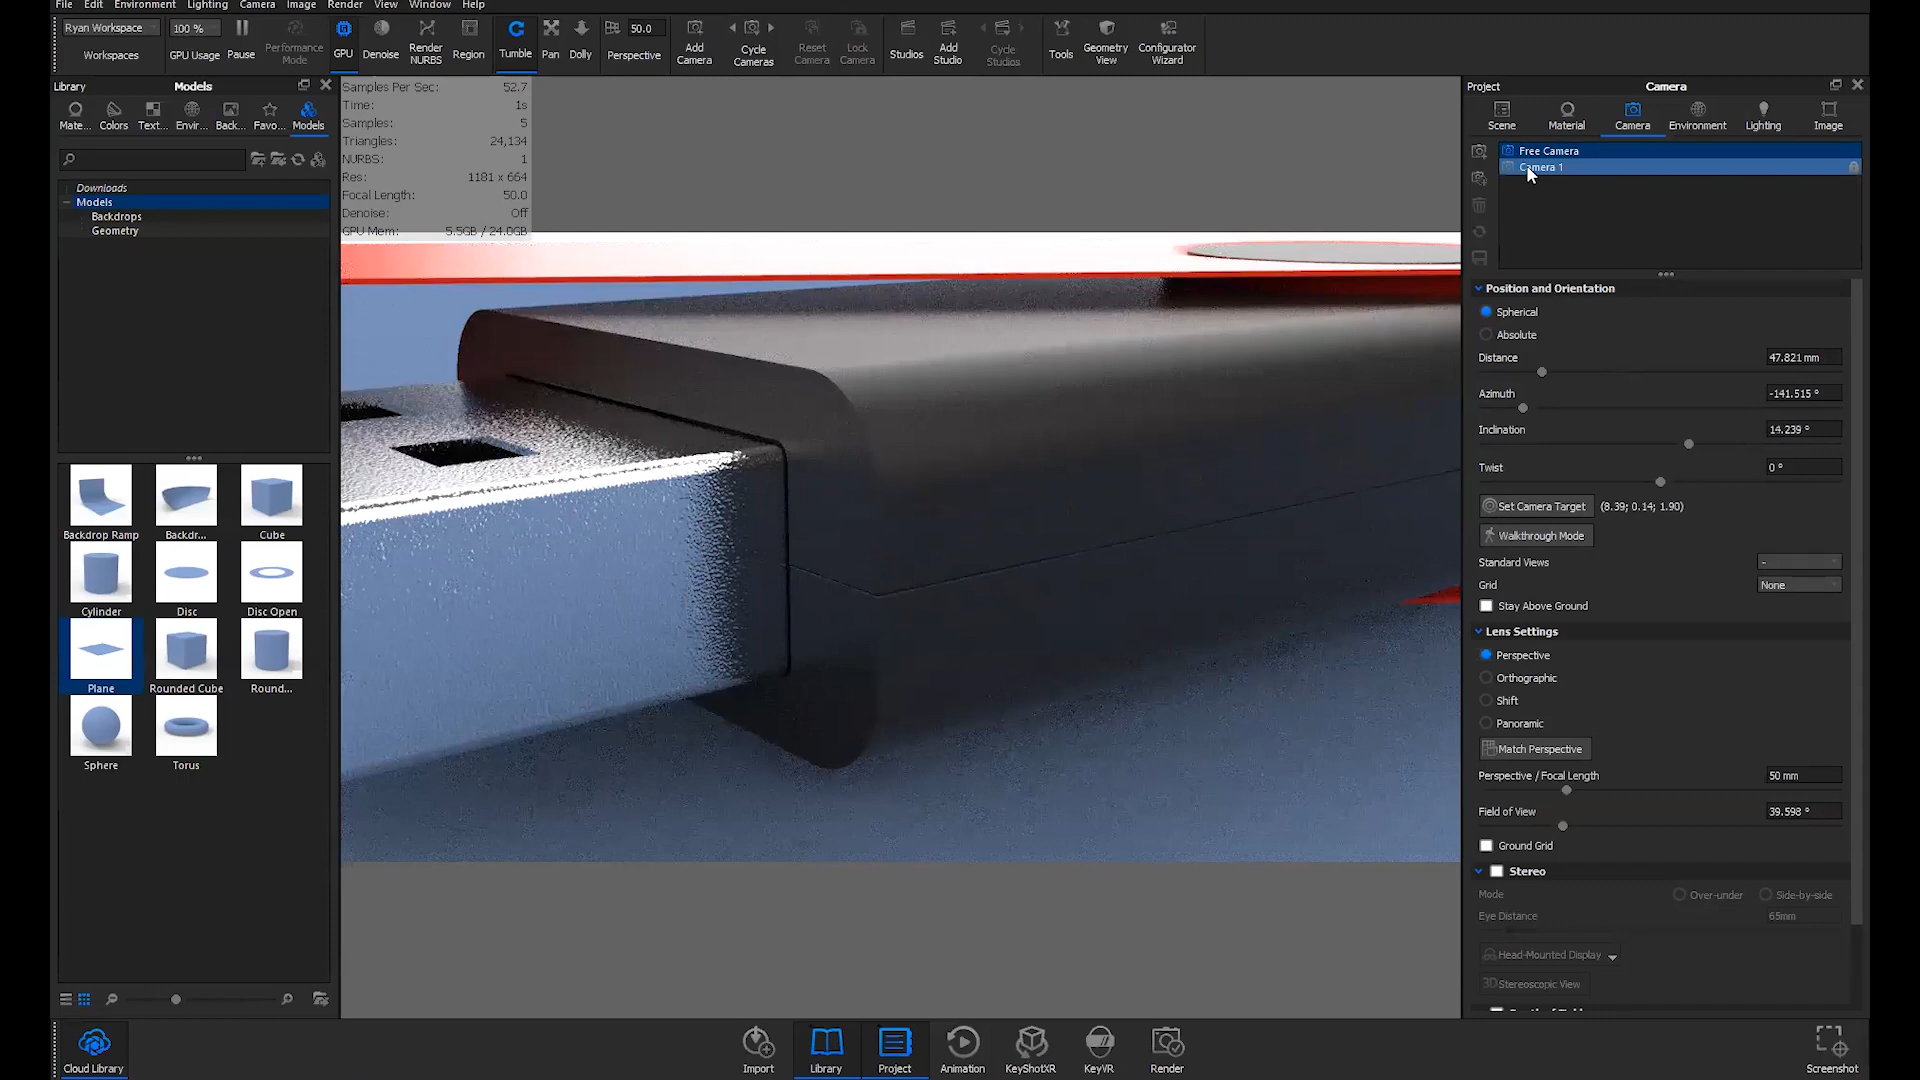 File Edit Environment Lighting Camera Image Render View Window Help
Ryan Workspace
100 %
50.0
Workspaces
GPU Usage
Pause
Performance Mode
GPU
Denoise
Render NURBS
Region
Tumble
Pan
Dolly
Perspective
Add Camera
Cycle Cameras
Reset Camera
Lock Camera
Studios
Add Studio
Cycle Studios
Tools
Geometry View
Configurator Wizard
Library
Models
Mate...
Colors
Text...
Envir...
Back...
Favo...
Models
Downloads
Models
Backdrops
Geometry
Backdrop Ramp
Backdr...
Cube
Cylinder
Disc
Disc Open
Plane
Rounded Cube
Round...
Sphere
Torus
Samples Per Sec: 52.7
Time: 1s
Samples: 5
Triangles: 24,134
NURBS: 1
Res: 1181 x 664
Focal Length: 50.0
Denoise: Off
GPU Mem: 5.5GB / 24.0GB
Project
Camera
Scene
Material
Camera
Environment
Lighting
Image
Free Camera
Camera 1
Position and Orientation
Spherical
Absolute
Distance 47.821 mm
Azimuth -141.515 °
Inclination 14.239 °
Twist 0 °
Set Camera Target (8.39; 0.14; 1.90)
Walkthrough Mode
Standard Views -
Grid None
Stay Above Ground
Lens Settings
Perspective
Orthographic
Shift
Panoramic
Match Perspective
Perspective / Focal Length 50 mm
Field of View 39.598 °
Ground Grid
Stereo
Mode Over-under Side-by-side
Eye Distance 65mm
Head-Mounted Display
3D Stereoscopic View
Cloud Library
Import
Library
Project
Animation
KeyShotXR
KeyVR
Render
Screenshot